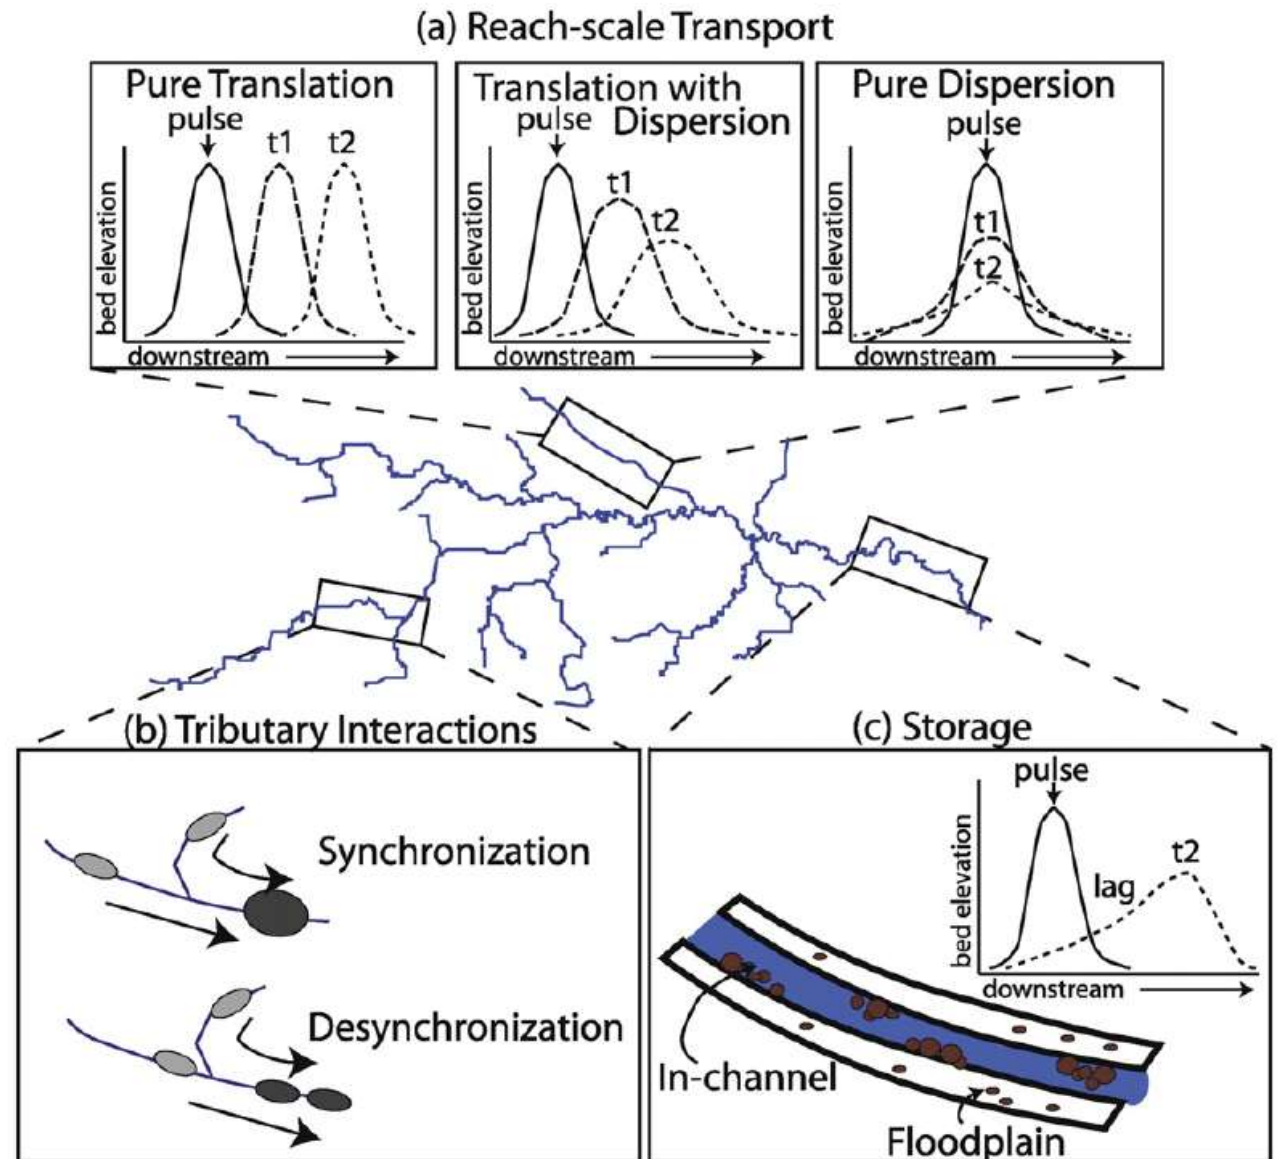 (a) Reach-scale Transport
Pure Translation
pulse
t1
t2
bed elevation
downstream
Translation with
Dispersion
pulse
t1
t2
bed elevation
downstream
Pure Dispersion
pulse
t1
t2
bed elevation
downstream
(b) Tributary Interactions
Synchronization
Desynchronization
(c) Storage
pulse
t2
lag
bed elevation
downstream
In-channel
Floodplain